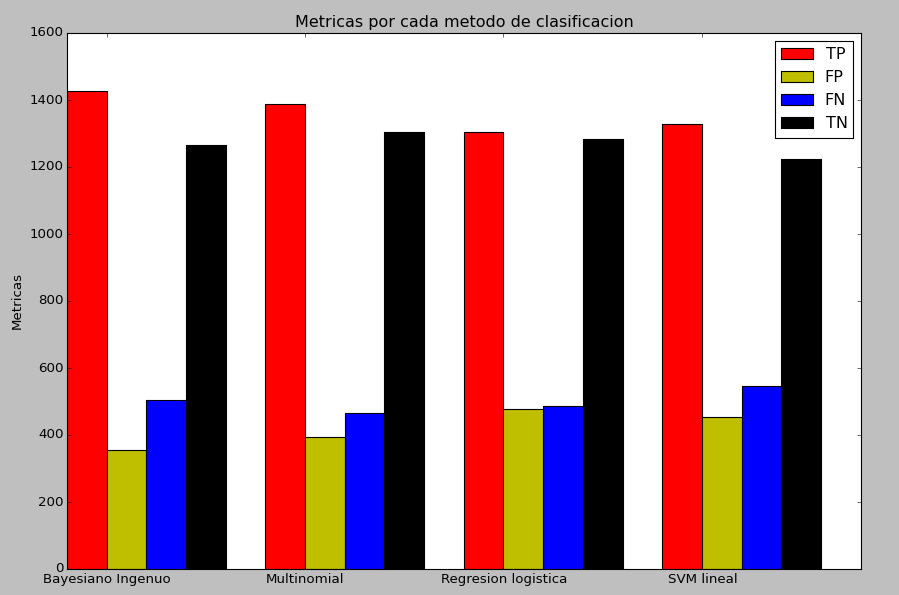 Metricas por cada metodo de clasificacion
1600
1400
1200
1000
800
600
400
200
0
Metricas
TP
FP
FN
TN
Bayesiano Ingenuo
Multinomial
Regresion logistica
SVM lineal